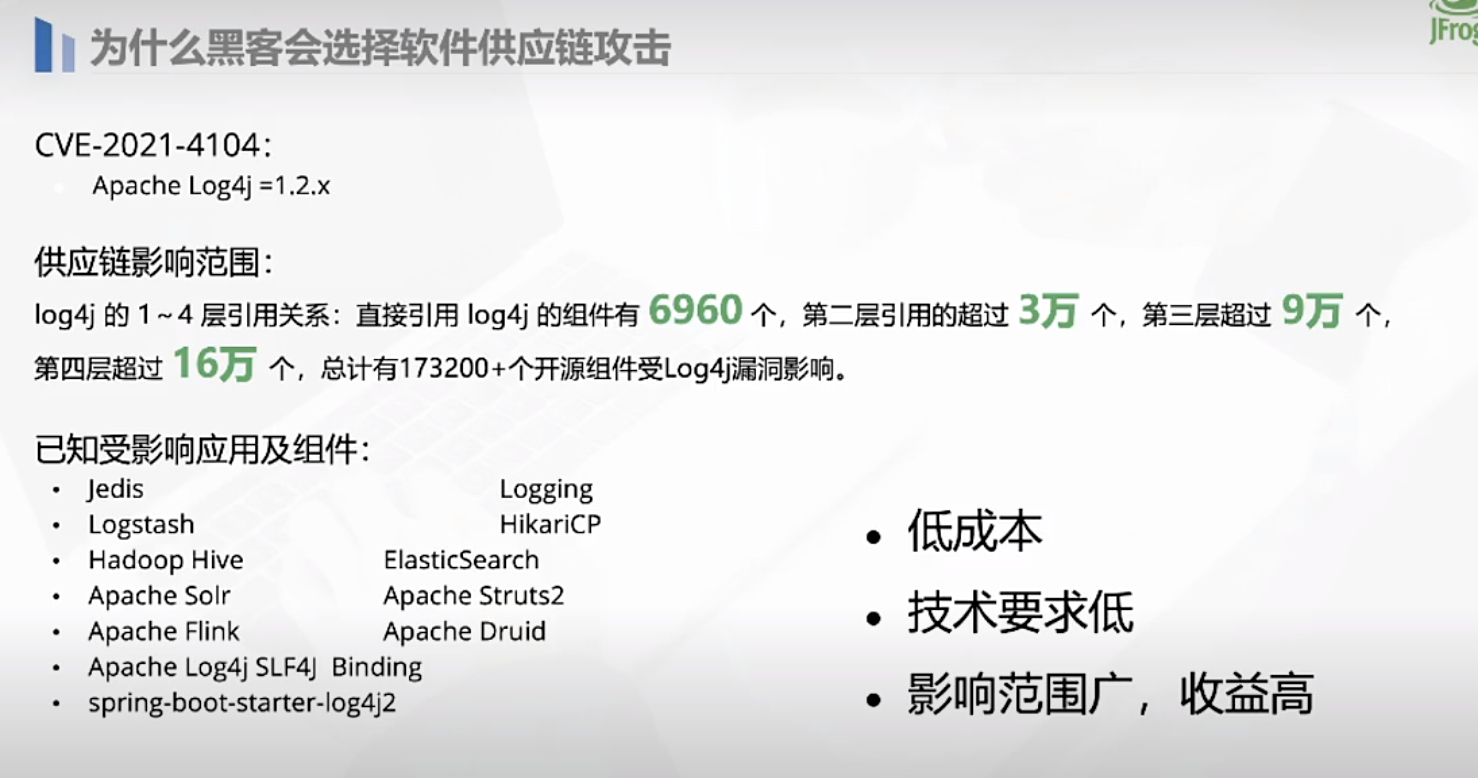 为什么黑客会选择软件供应链攻击
CVE-2021-4104：
Apache Log4j =1.2.x
供应链影响范围：
log4j 的 1～4 层引用关系：直接引用 log4j 的组件有 6960 个，第二层引用的超过 3万 个，第三层超过 9万 个，
第四层超过 16万 个，总计有173200+个开源组件受Log4j漏洞影响。
已知受影响应用及组件：
• Jedis Logging
• Logstash HikariCP
• Hadoop Hive ElasticSearch
• Apache Solr Apache Struts2
• Apache Flink Apache Druid
• Apache Log4j SLF4J Binding
• spring-boot-starter-log4j2
• 低成本
• 技术要求低
• 影响范围广，收益高